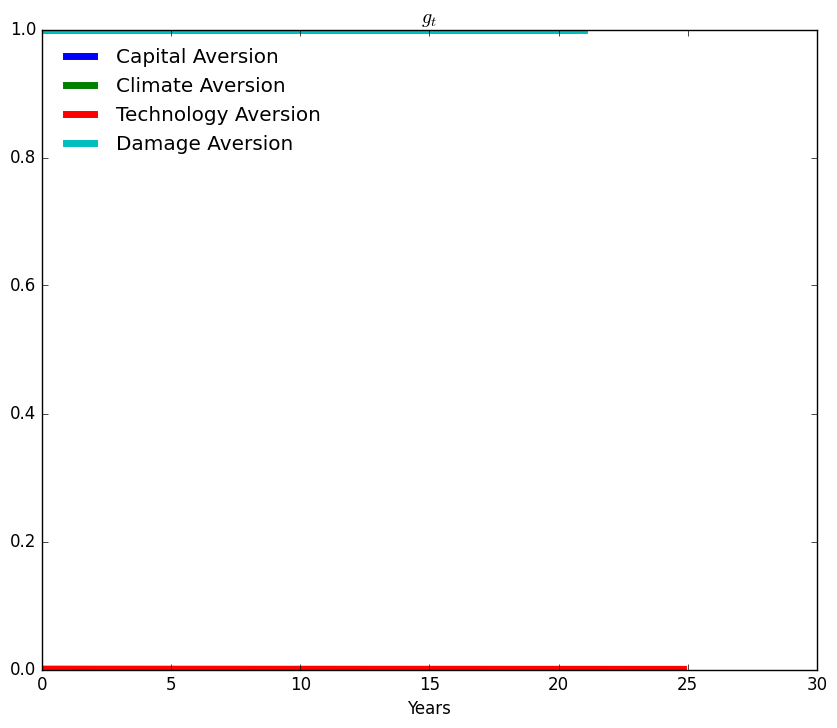 g_t
1.0
Capital Aversion
Climate Aversion
Technology Aversion
Damage Aversion
0.8
0.6
0.4
0.2
0.0
0 5 10 15 20 25 30
Years